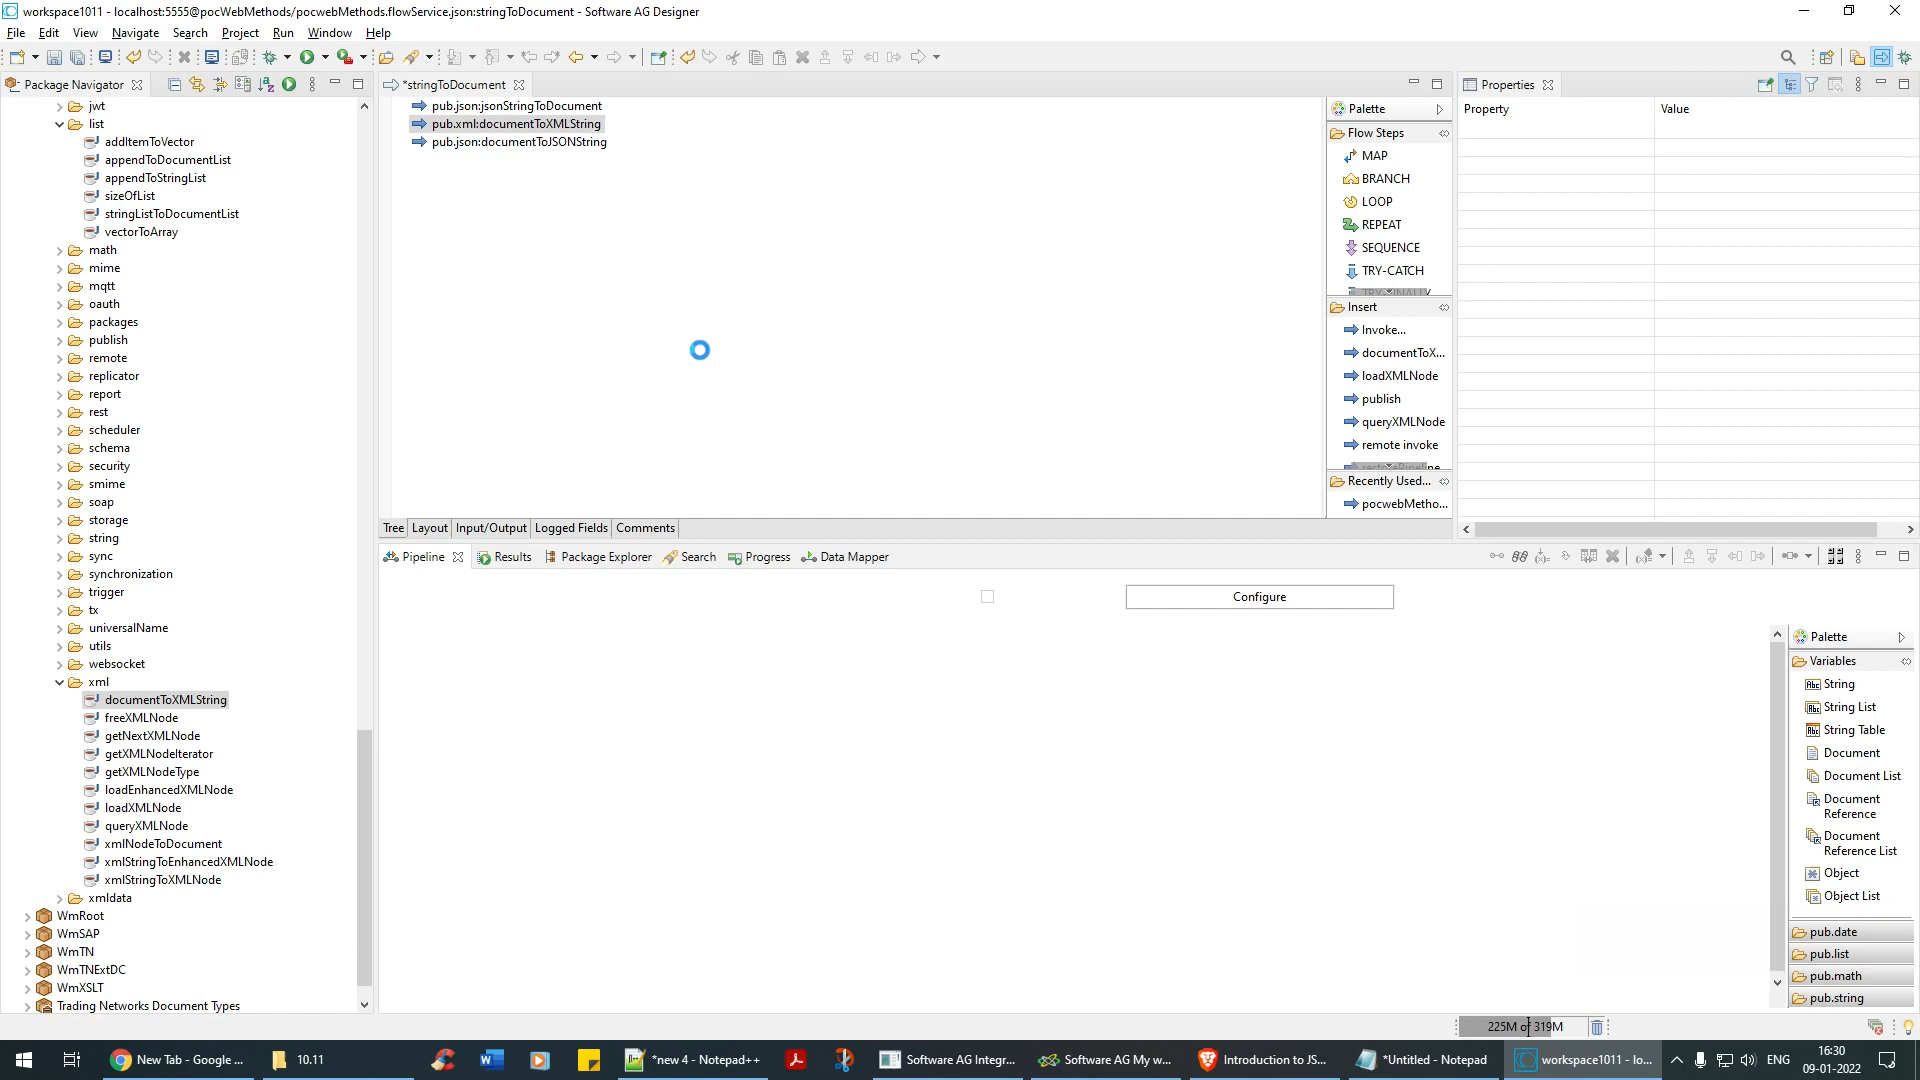 workspace1011 - localhost:5555@pocWebMethods/pocwebMethods.flowService.json:stringToDocument - Software AG Designer
File Edit View Navigate Search Project Run Window Help
Package Navigator
jwt
list
addItemToVector
appendToDocumentList
appendToStringList
sizeOfList
stringListToDocumentList
vectorToArray
math
mime
mqtt
oauth
packages
publish
remote
replicator
report
rest
scheduler
schema
security
smime
soap
storage
string
sync
synchronization
trigger
tx
universalName
utils
websocket
xml
documentToXMLString
freeXMLNode
getNextXMLNode
getXMLNodeIterator
getXMLNodeType
loadEnhancedXMLNode
loadXMLNode
queryXMLNode
xmlNodeToDocument
xmlStringToEnhancedXMLNode
xmlStringToXMLNode
xmldata
WmRoot
WmSAP
WmTN
WmTNExtDC
WmXSLT
Trading Networks Document Types
*stringToDocument
pub.json:jsonStringToDocument
pub.xml:documentToXMLString
pub.json:documentToJSONString
Palette
Flow Steps
MAP
BRANCH
LOOP
REPEAT
SEQUENCE
TRY-CATCH
Insert
Invoke...
documentToX...
loadXMLNode
publish
queryXMLNode
remote invoke
Recently Used...
pocwebMetho...
Tree Layout Input/Output Logged Fields Comments
Properties
Property Value
Pipeline Results Package Explorer Search Progress Data Mapper
Configure
Palette
Variables
String
String List
String Table
Document
Document List
Document
Reference
Document
Reference List
Object
Object List
pub.date
pub.list
pub.math
pub.string
225M of 319M
New Tab - Google ...
10.11
*new 4 - Notepad++
Software AG Integr...
Software AG My w...
Introduction to JS...
*Untitled - Notepad
workspace1011 - lo...
ENG
16:30
09-01-2022